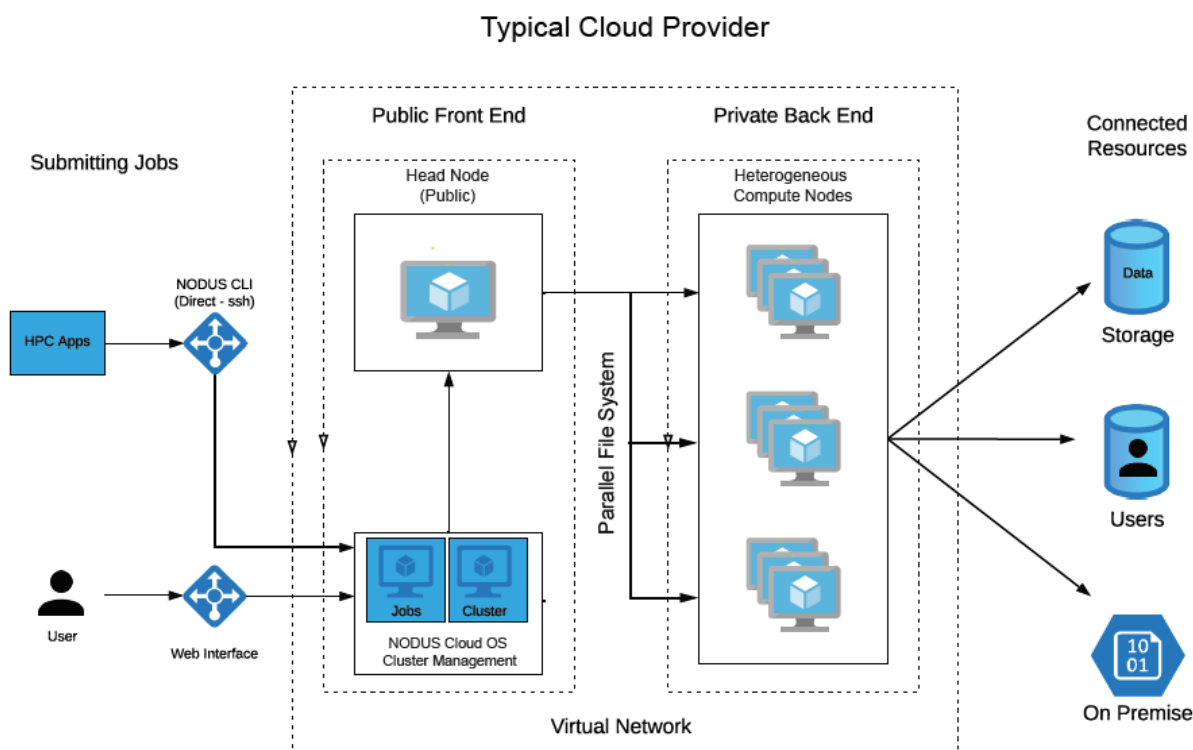 Typical Cloud Provider
Public Front End
Private Back End
Connected
Resources
Submitting Jobs
Head Node
(Public)
Heterogeneous
Compute Nodes
NODUS CLI
(Direct - ssh)
HPC Apps
Data
Storage
Parallel File System
Users
Jobs
Cluster
NODUS Cloud OS
Cluster Management
User
Web Interface
10
01
On Premise
Virtual Network